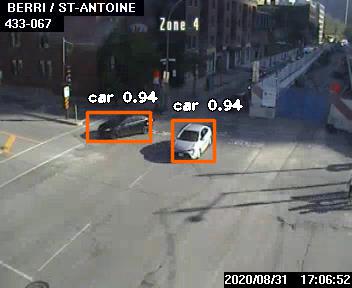 BERRI / ST-ANTOINE
433-067
Zone 4
car 0.94
car 0.94
2020/08/31 17:06:52